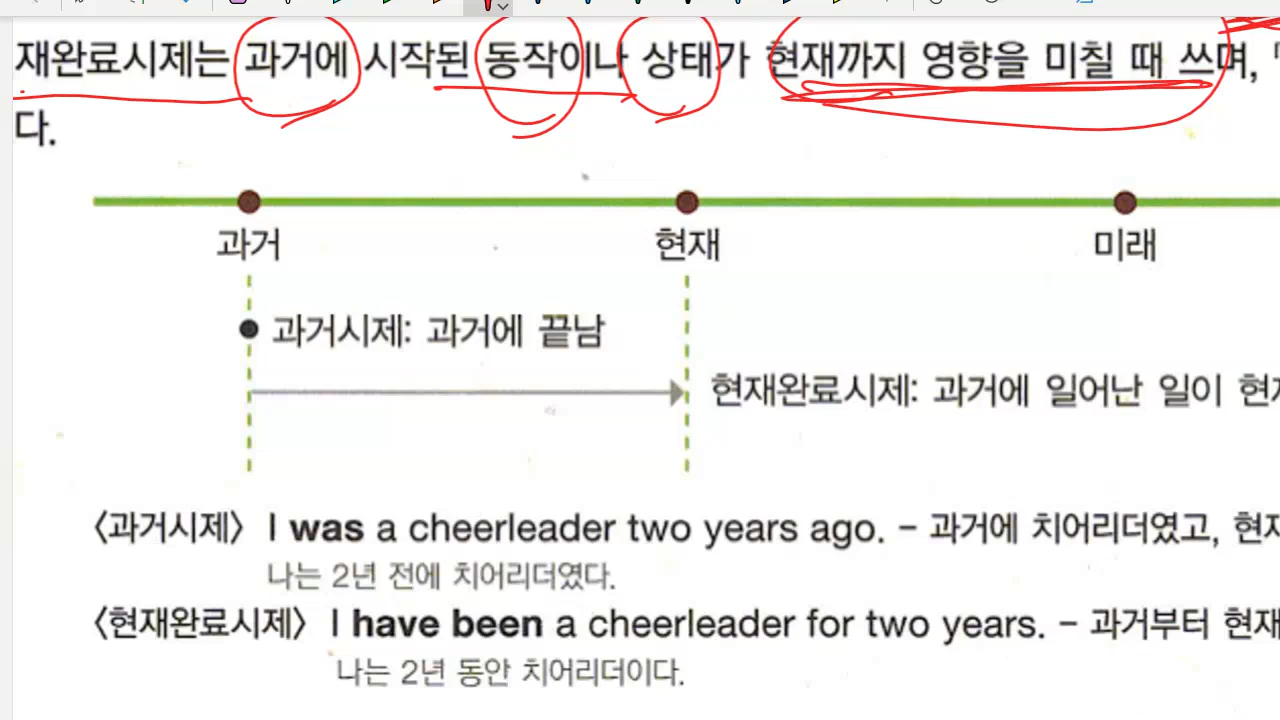 재완료시제는 과거에 시작된 동작이나 상태가 현재까지 영향을 미칠 때 쓰며,
다.
과거 현재 미래
과거시제: 과거에 끝남
현재완료시제: 과거에 일어난 일이 현
〈과거시제〉 I was a cheerleader two years ago. – 과거에 치어리더였고, 현재
나는 2년 전에 치어리더였다.
〈현재완료시제〉 I have been a cheerleader for two years. – 과거부터 현재
나는 2년 동안 치어리더이다.